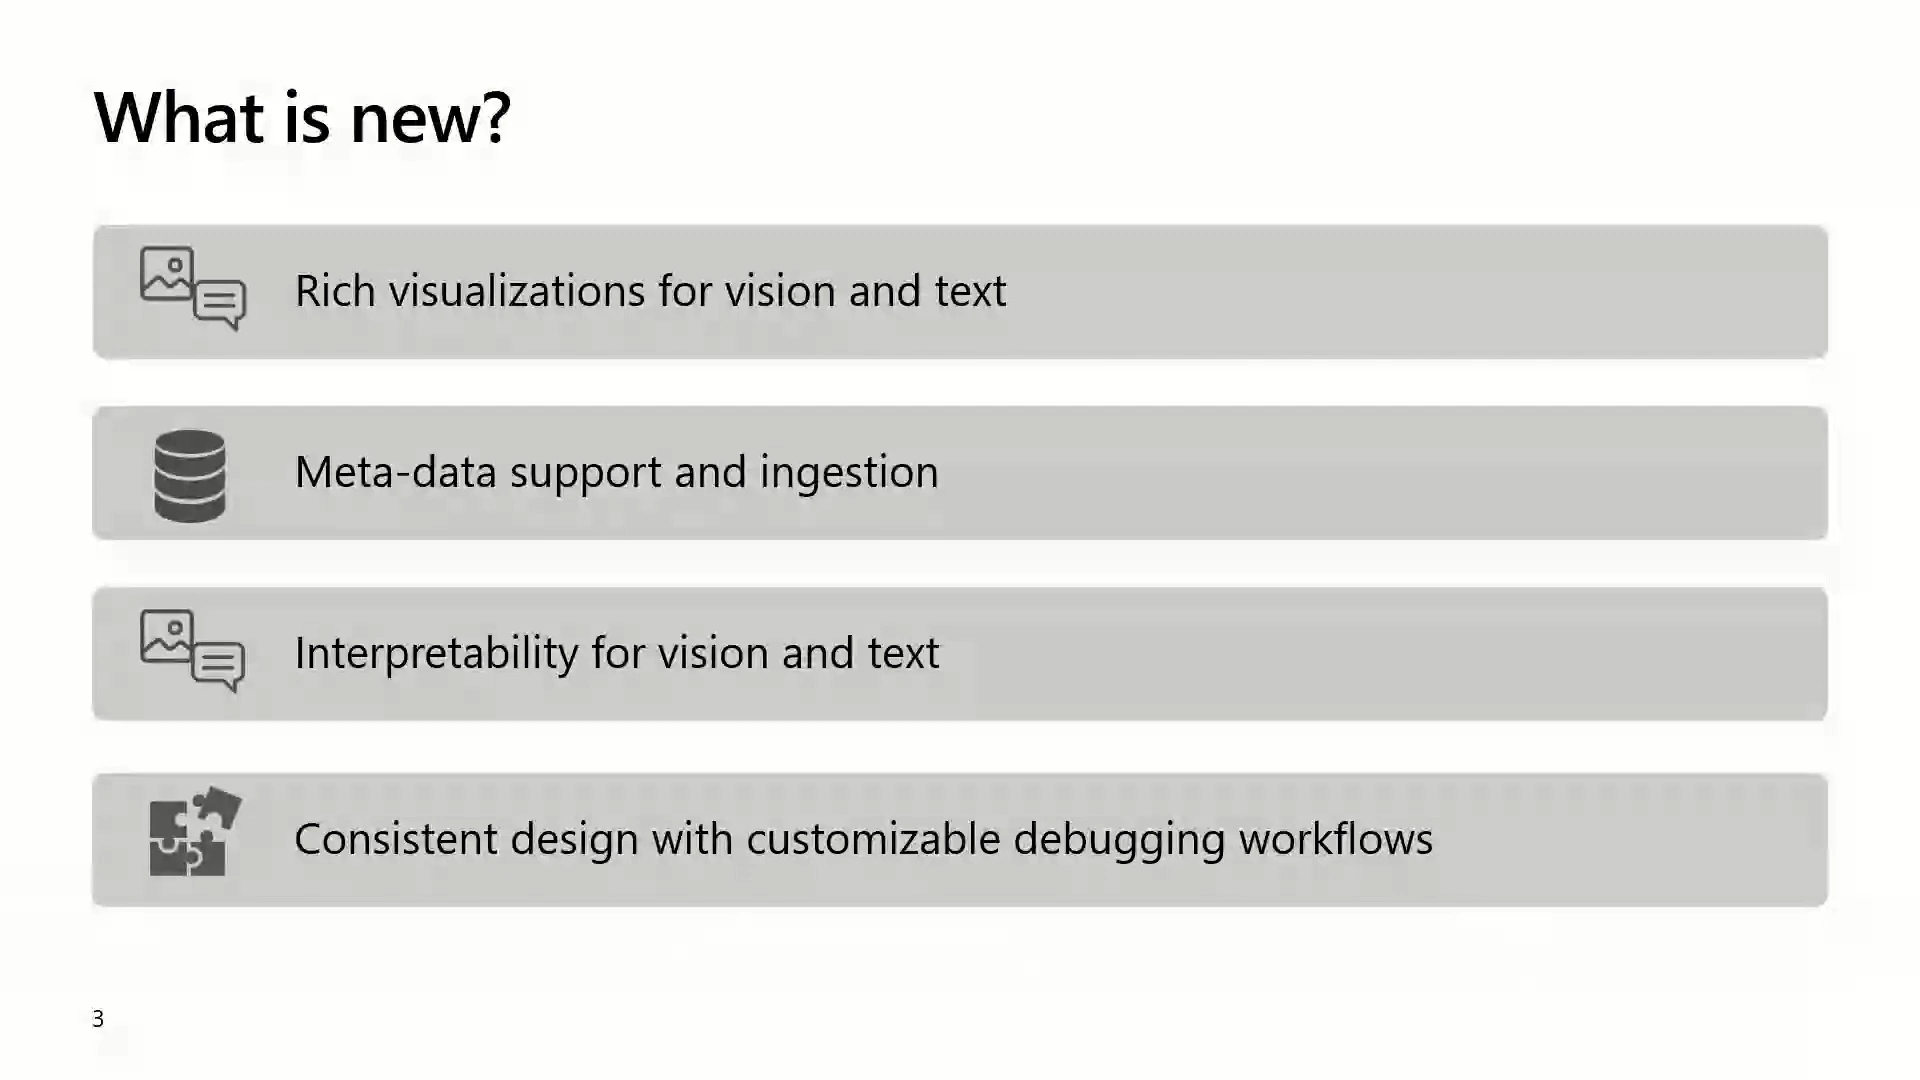 What is new?
Rich visualizations for vision and text
Meta-data support and ingestion
Interpretability for vision and text
Consistent design with customizable debugging workflows
3